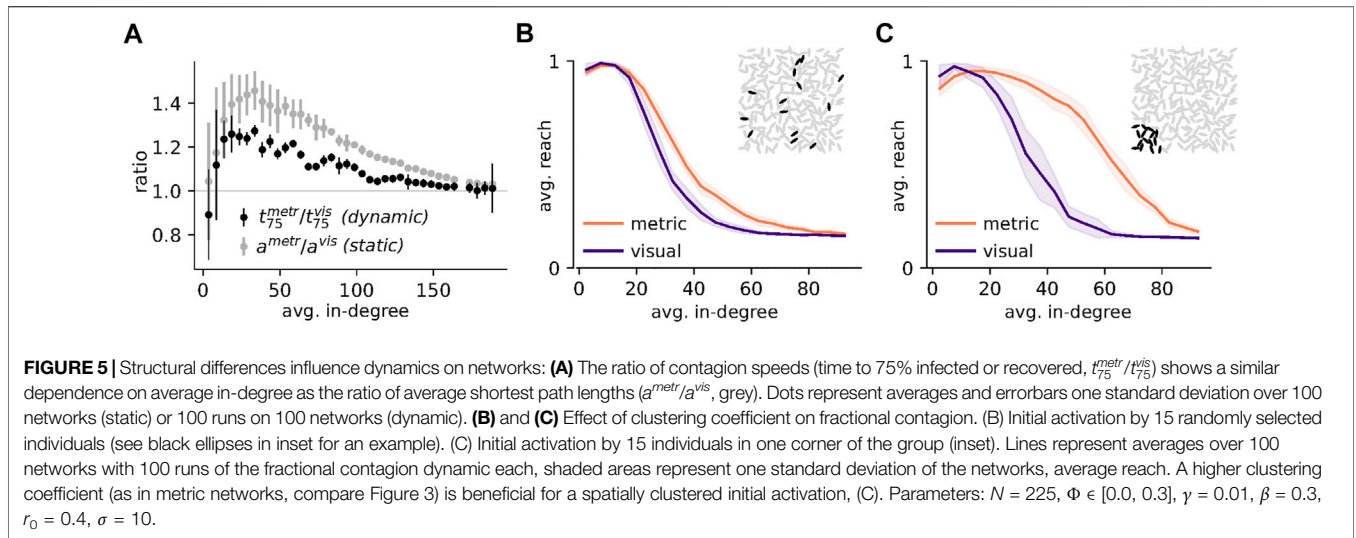 A
1.4
1.2
1.0
0.8
ratio
t_75^metr/t_75^vis (dynamic)
a^metr/a^vis (static)
0 50 100 150
avg. in-degree
B
1
0
avg. reach
metric
visual
0 20 40 60 80
avg. in-degree
C
1
0
avg. reach
metric
visual
0 20 40 60 80
avg. in-degree
FIGURE 5 | Structural differences influence dynamics on networks: (A) The ratio of contagion speeds (time to 75% infected or recovered, t_75^metr/t_75^vis) shows a similar
dependence on average in-degree as the ratio of average shortest path lengths (a^metr/a^vis, grey). Dots represent averages and errorbars one standard deviation over 100
networks (static) or 100 runs on 100 networks (dynamic). (B) and (C) Effect of clustering coefficient on fractional contagion. (B) Initial activation by 15 randomly selected
individuals (see black ellipses in inset for an example). (C) Initial activation by 15 individuals in one corner of the group (inset). Lines represent averages over 100
networks with 100 runs of the fractional contagion dynamic each, shaded areas represent one standard deviation of the networks, average reach. A higher clustering
coefficient (as in metric networks, compare Figure 3) is beneficial for a spatially clustered initial activation, (C). Parameters: N = 225, Φ ϵ [0.0, 0.3], γ = 0.01, β = 0.3,
r_0 = 0.4, σ = 10.